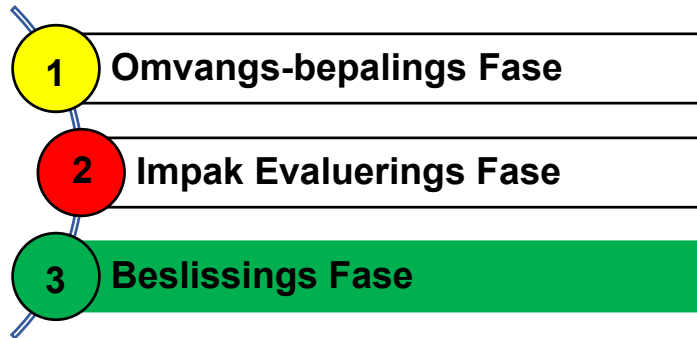 1 Omvangs-bepalings Fase
2 Impak Evaluerings Fase
3 Beslissings Fase